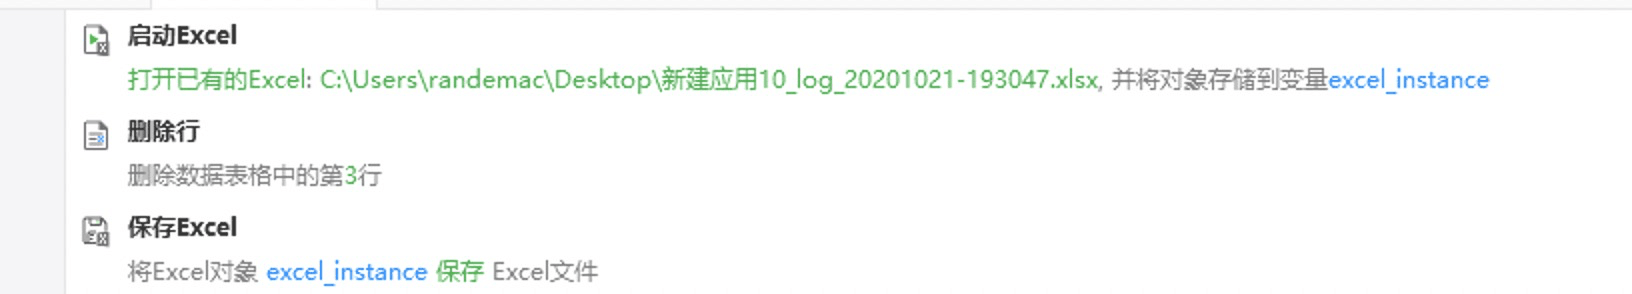 启动Excel
打开已有的Excel: C:\Users\randemac\Desktop\新建应用10_log_20201021-193047.xlsx, 并将对象存储到变量excel_instance
删除行
删除数据表格中的第3行
保存Excel
将Excel对象 excel_instance 保存 Excel文件